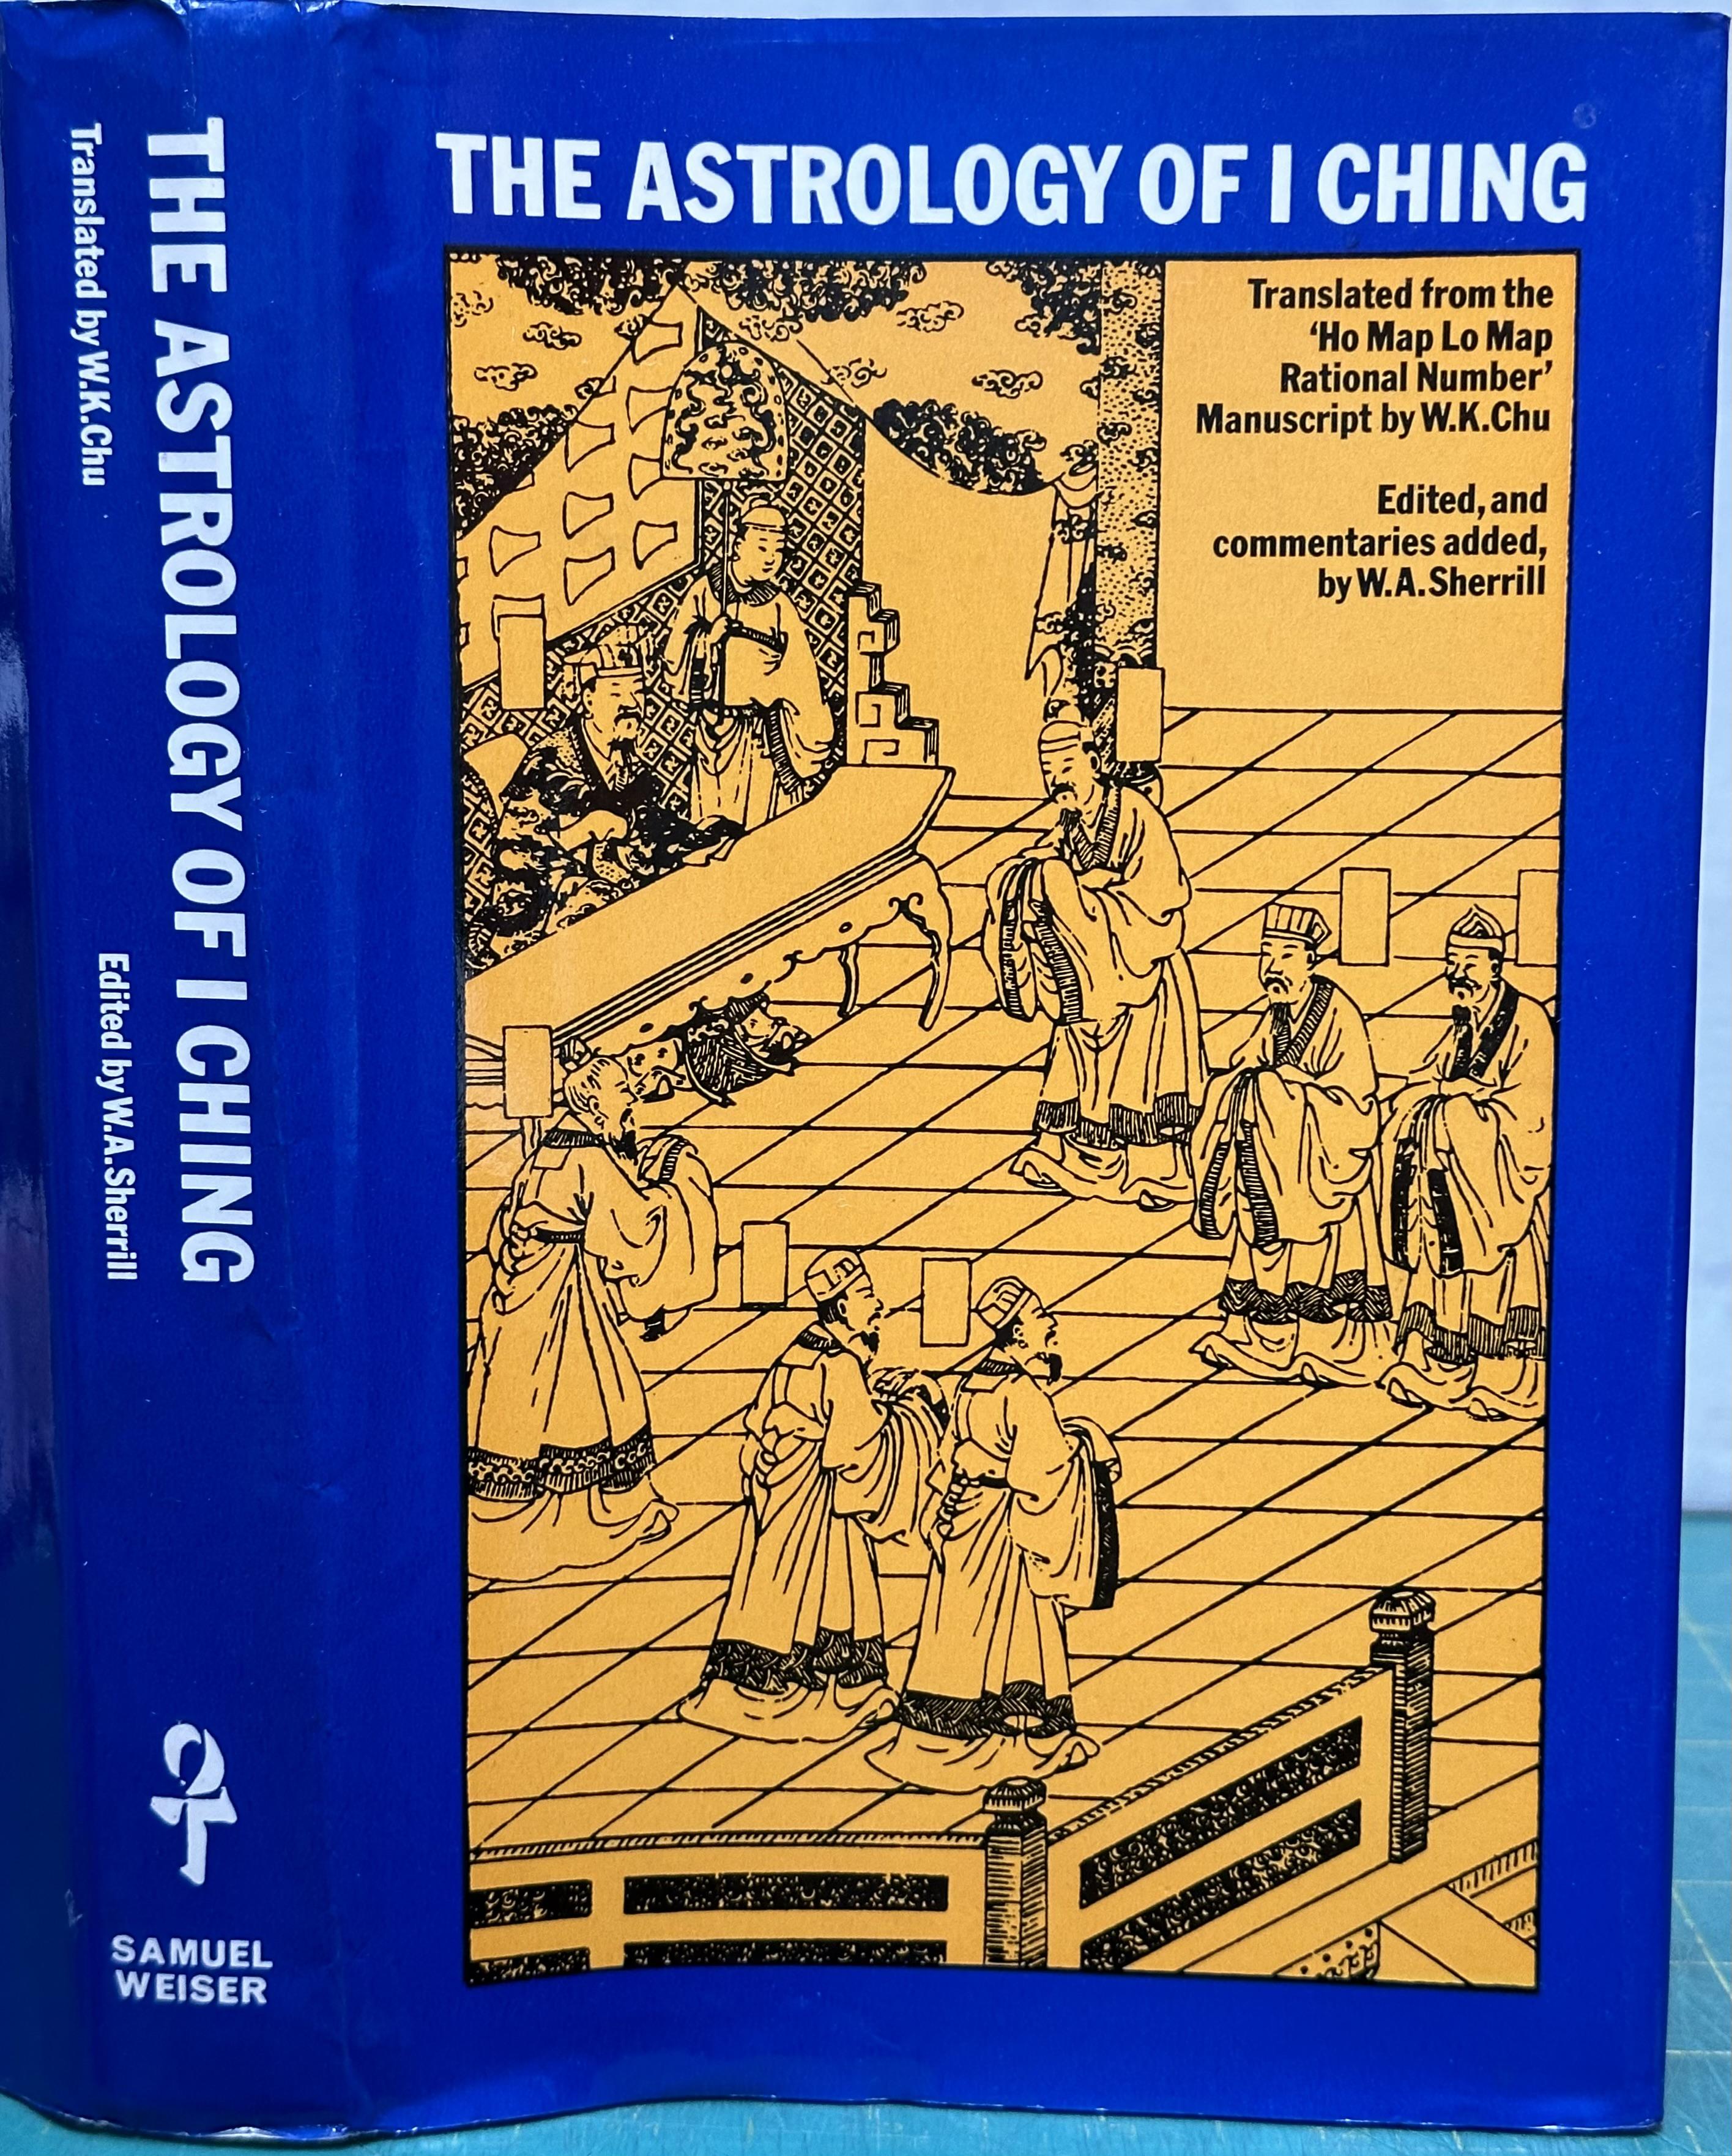 THE ASTROLOGY OF I CHING
Translated by W.K.Chu
Edited by W.A.Sherrill
SAMUEL
WEISER
THE ASTROLOGY OF I CHING
Translated from the
‘Ho Map Lo Map
Rational Number’
Manuscript by W.K.Chu
Edited, and
commentaries added,
by W.A.Sherrill